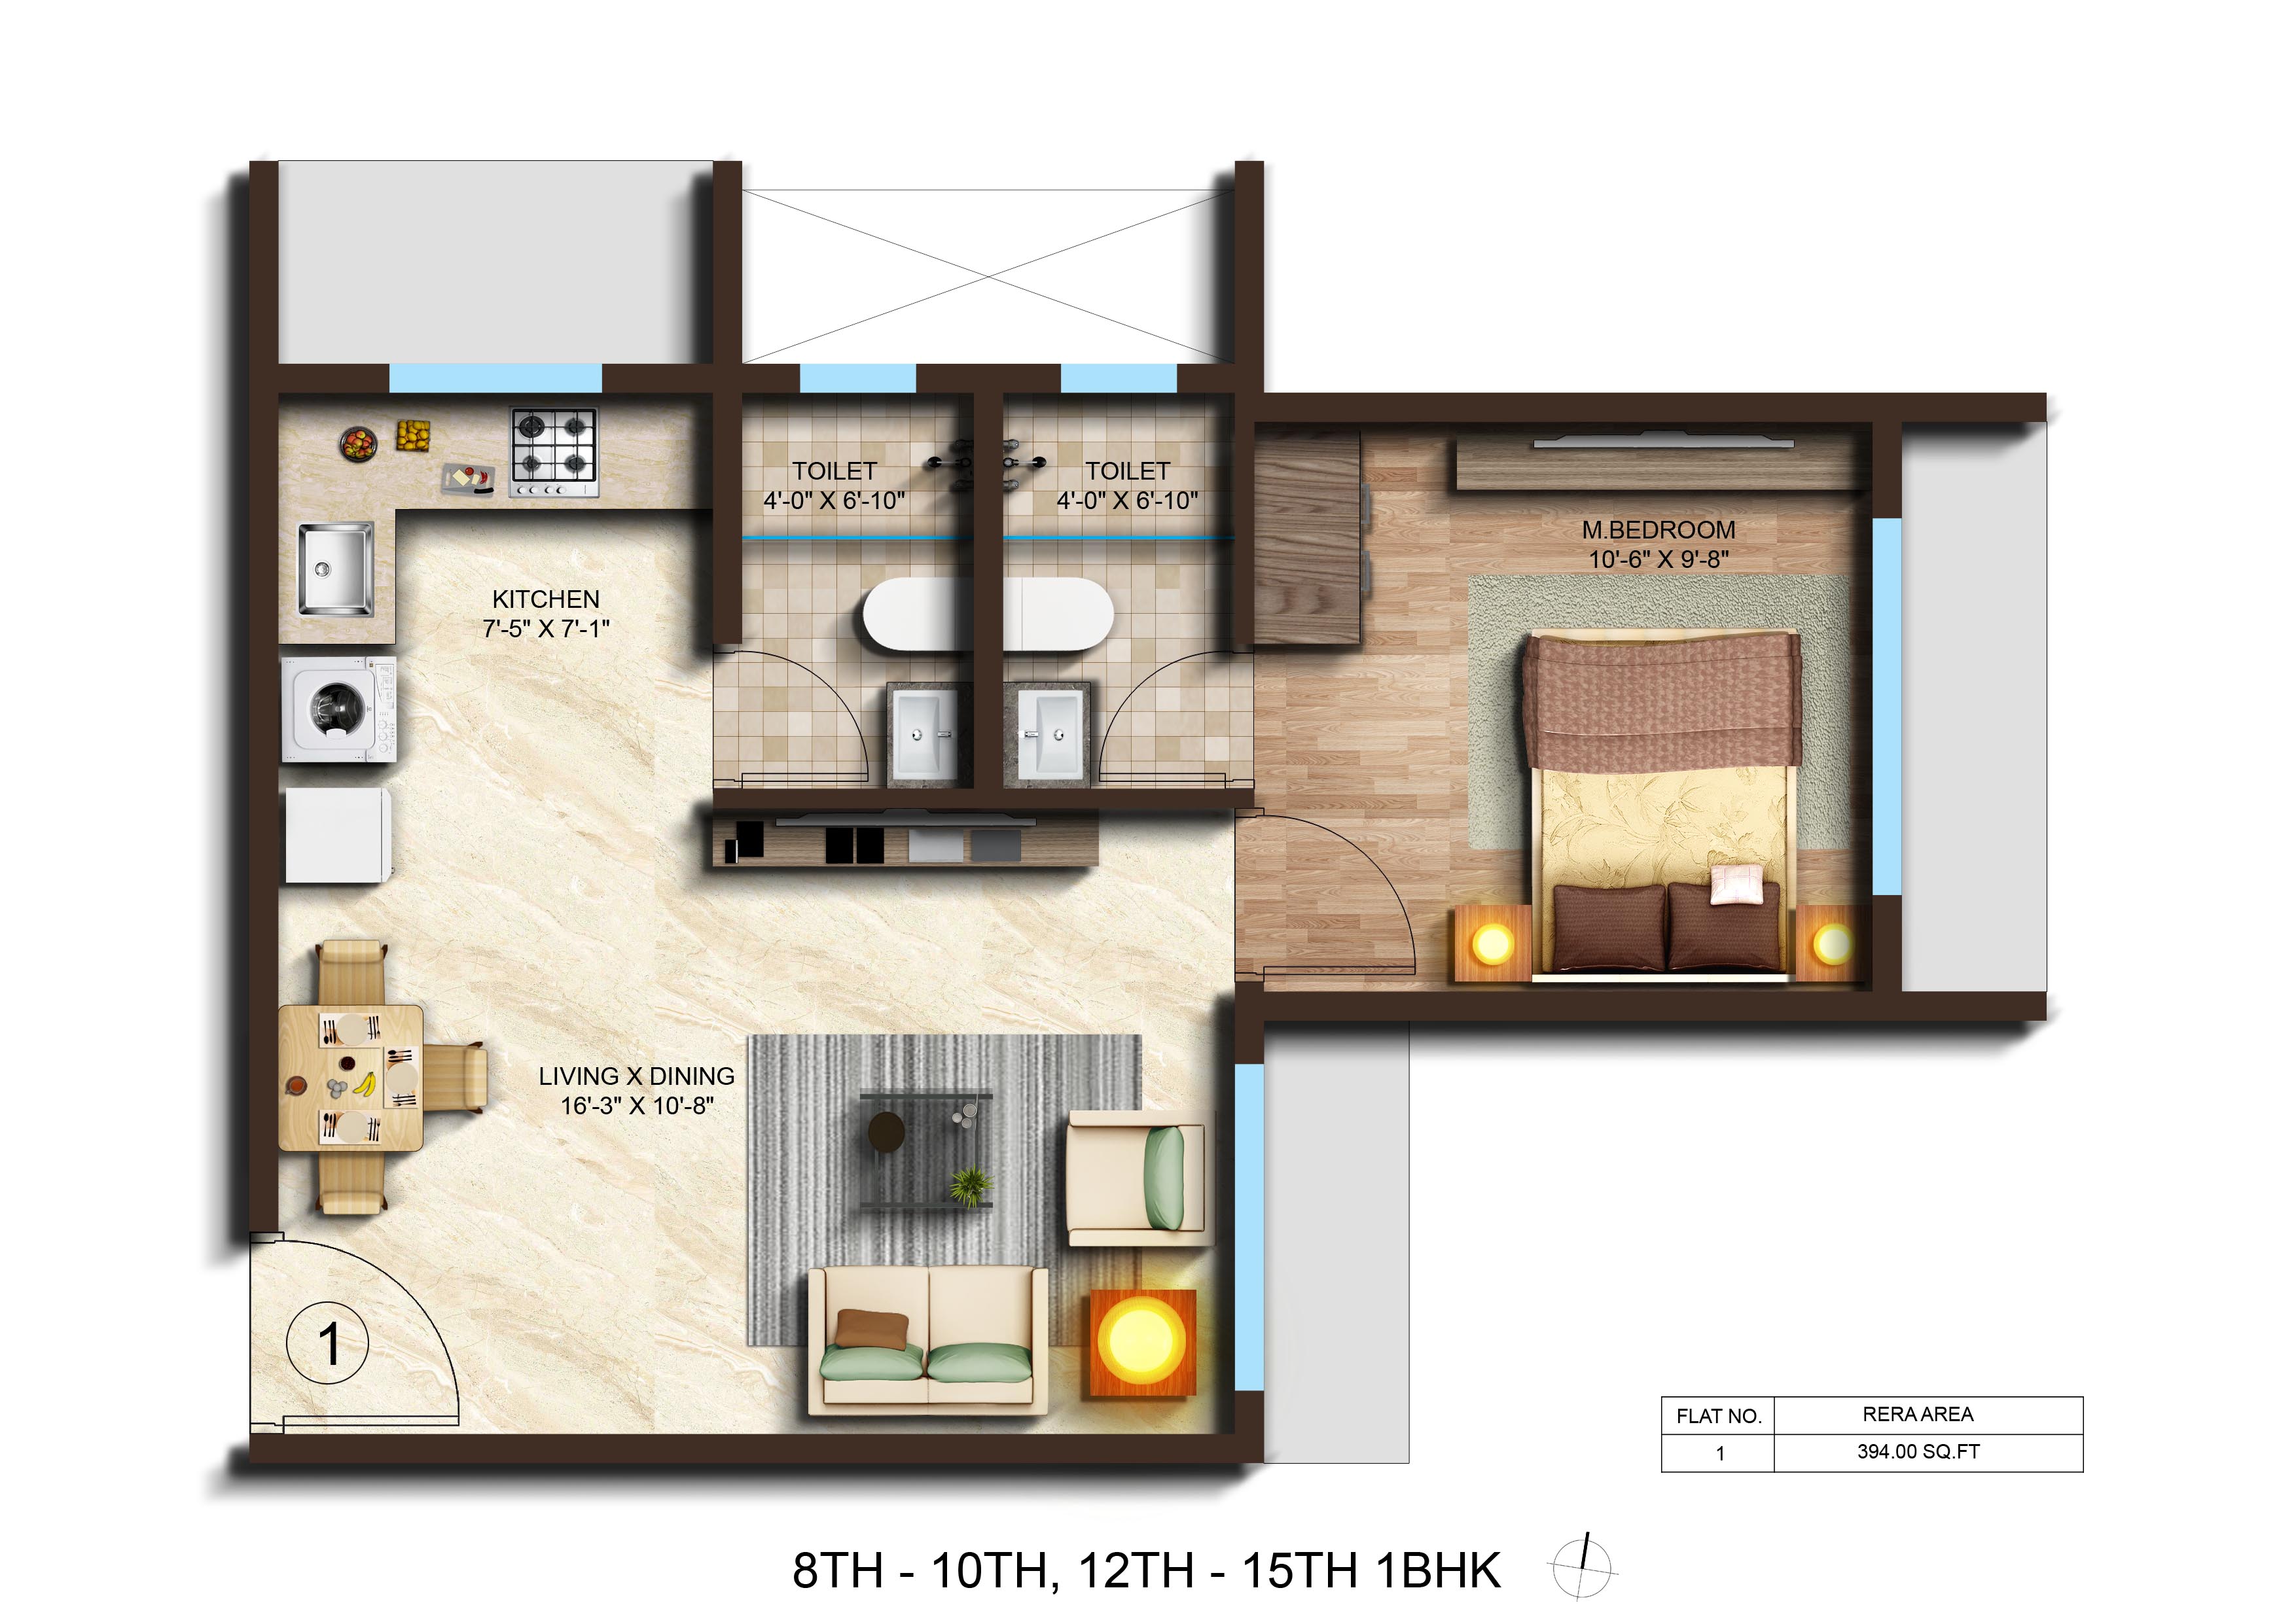 TOILET
4'-0" X 6'-10"
TOILET
4'-0" X 6'-10"
M.BEDROOM
10'-6" X 9'-8"
KITCHEN
7'-5" X 7'-1"
LIVING X DINING
16'-3" X 10'-8"
1
FLAT NO. RERA AREA
1 394.00 SQ.FT
8TH - 10TH, 12TH - 15TH 1BHK